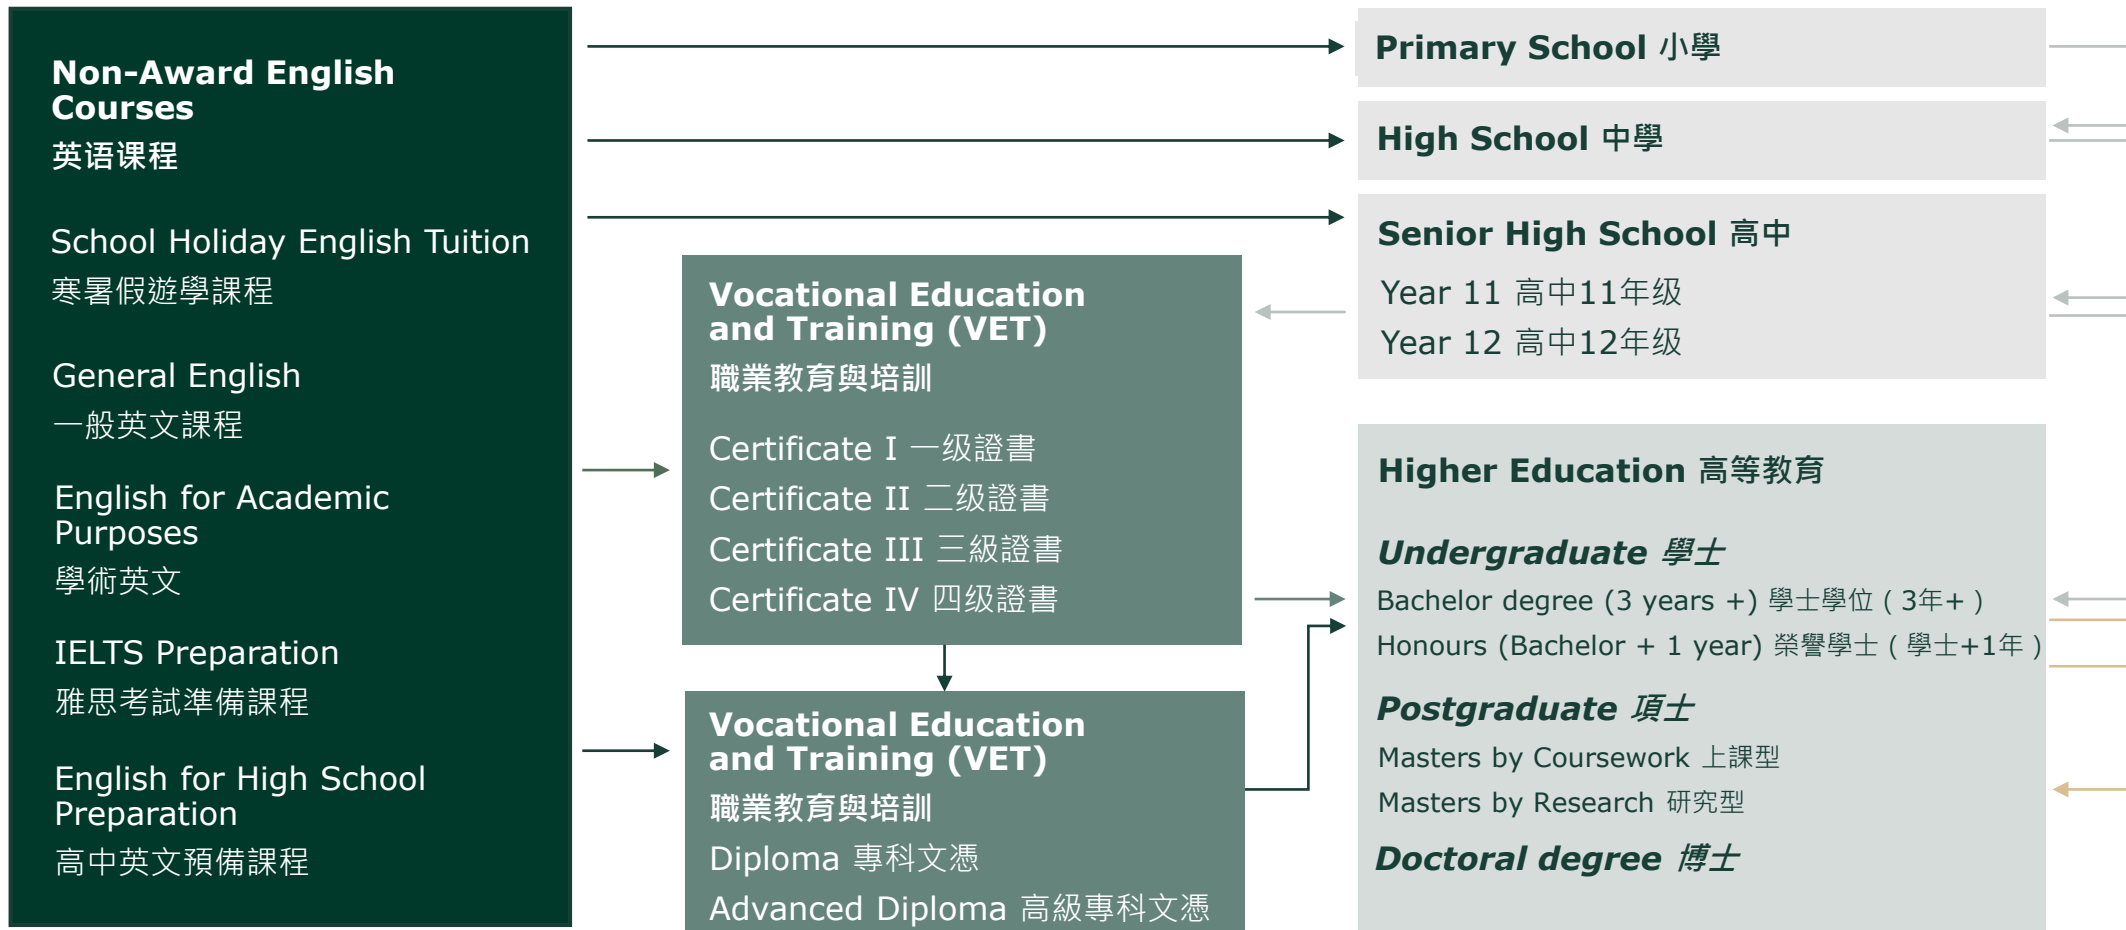 Non-Award English
Courses
英语课程
School Holiday English Tuition
寒暑假遊學課程
General English
一般英文課程
English for Academic
Purposes
學術英文
IELTS Preparation
雅思考試準備課程
English for High School
Preparation
高中英文預備課程
Vocational Education
and Training (VET)
職業教育與培訓
Certificate I 一级證書
Certificate II 二级證書
Certificate III 三級證書
Certificate IV 四级證書
Vocational Education
and Training (VET)
職業教育與培訓
Diploma 專科文憑
Advanced Diploma 高級專科文憑
Primary School 小學
High School 中學
Senior High School 高中
Year 11 高中11年级
Year 12 高中12年级
Higher Education 高等教育
Undergraduate 學士
Bachelor degree (3 years +) 學士學位（3年+）
Honours (Bachelor + 1 year) 榮譽學士（學士+1年）
Postgraduate 項士
Masters by Coursework 上課型
Masters by Research 研究型
Doctoral degree 博士